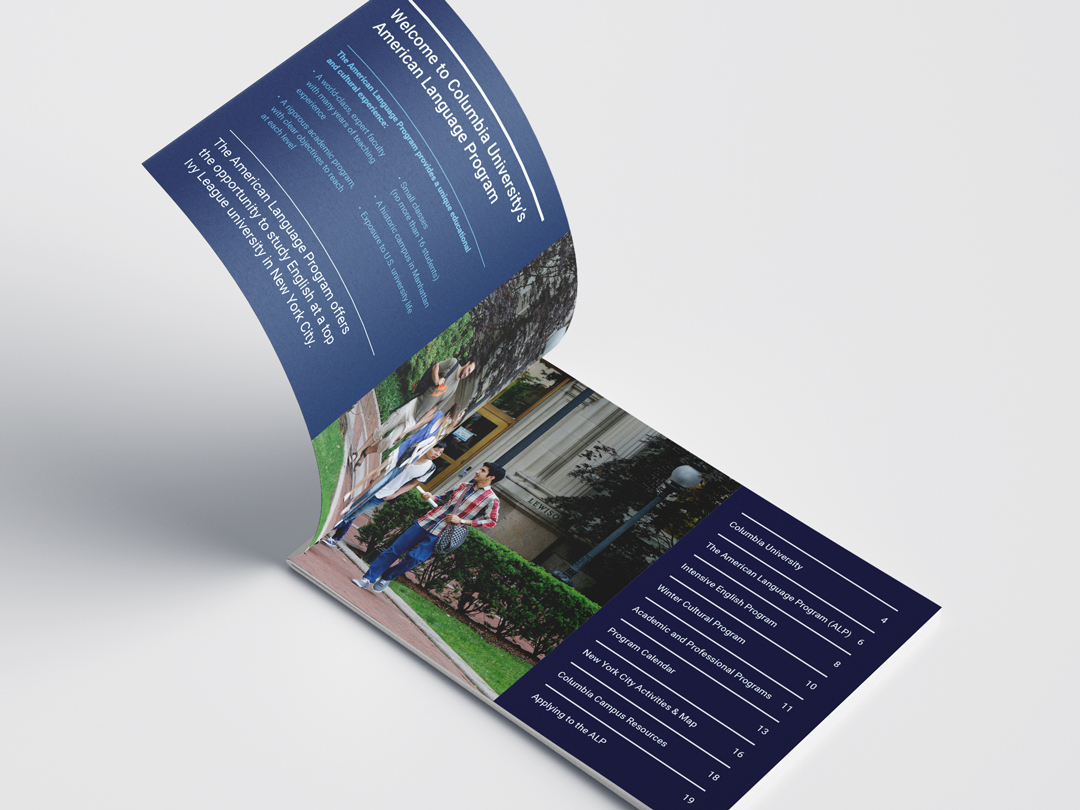 Welcome to Columbia University's
American Language Program
The American Language Program provides a unique educational
and cultural experience:
• A world-class, expert faculty
with many years of teaching
experience
• A rigorous academic program,
with clear objectives to reach
at each level
• Small classes
(no more than 16 students)
• A historic campus in Manhattan
• Exposure to U.S. university life
The American Language Program offers
the opportunity to study English at a top
Ivy League university in New York City.
Columbia University 4
The American Language Program (ALP) 6
Intensive English Program 8
Winter Cultural Program 10
Academic and Professional Programs 11
Program Calendar 13
New York City Activities & Map 16
Columbia Campus Resources 18
Applying to the ALP 19